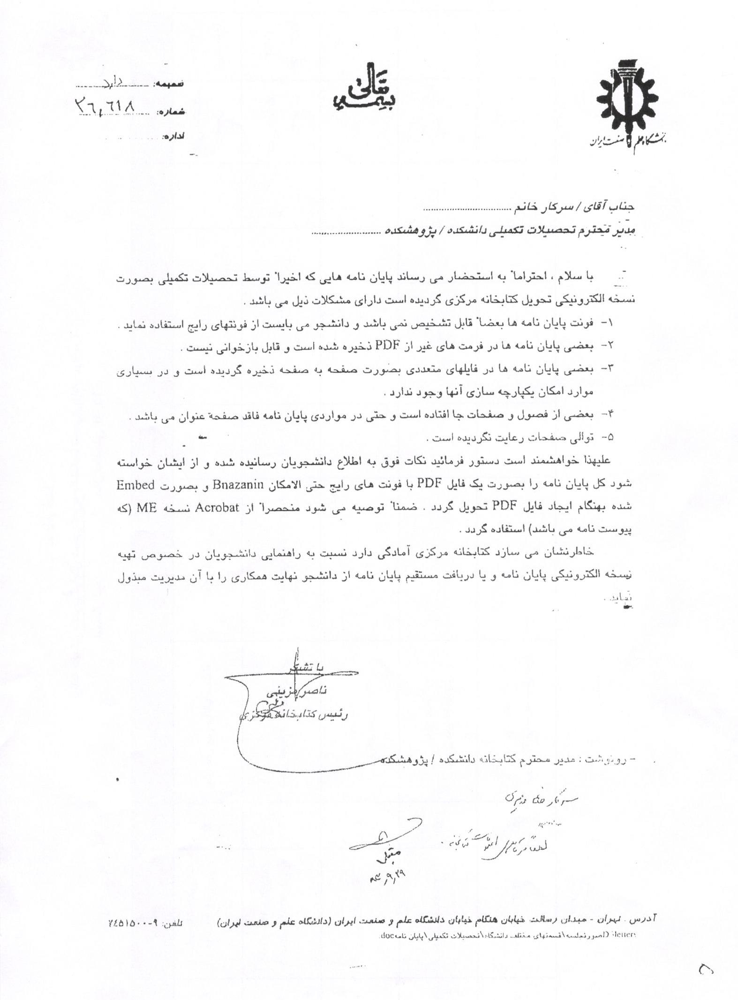 دانشگاه علم و صنعت ایران
بسمه تعالی
ضمیمه: دارد
شماره: ۲۶,۶۱۸
اداره:
جناب آقای / سرکار خانم ..................................
مدیر محترم تحصیلات تکمیلی دانشکده / پژوهشکده ..........................
با سلام ، احتراماً به استحضار می رساند پایان نامه هایی که اخیراً توسط تحصیلات تکمیلی بصورت
نسخه الکترونیکی تحویل کتابخانه مرکزی گردیده است دارای مشکلات ذیل می باشد .
۱- فونت پایان نامه ها بعضاً قابل تشخیص نمی باشد و دانشجو می بایست از فونتهای رایج استفاده نماید .
۲- بعضی پایان نامه ها در فرمت های غیر از PDF ذخیره شده است و قابل بازخوانی نیست .
۳- بعضی پایان نامه ها در فایلهای متعددی بصورت صفحه به صفحه ذخیره گردیده است و در بسیاری
موارد امکان یکپارچه سازی آنها وجود ندارد .
۴- بعضی از فصول و صفحات جا افتاده است و حتی در مواردی پایان نامه فاقد صفحة عنوان می باشد .
۵- توالی صفحات رعایت نگردیده است .
علیهذا خواهشمند است دستور فرمائید نکات فوق به اطلاع دانشجویان رسانیده شده و از ایشان خواسته
شود کل پایان نامه را بصورت یک فایل PDF با فونت های رایج حتی الامکان Bnazanin و بصورت Embed
شده بهنگام ایجاد فایل PDF تحویل گردد . ضمناً توصیه می شود منحصراً از Acrobat نسخه ME (که
پیوست نامه می باشد) استفاده گردد .
خاطرنشان می سازد کتابخانه مرکزی آمادگی دارد نسبت به راهنمایی دانشجویان در خصوص تهیه
نسخه الکترونیکی پایان نامه و یا دریافت مستقیم پایان نامه از دانشجو نهایت همکاری را با آن مدیریت مبذول
نماید .
با تشکر
ناصر مزینی
رئیس کتابخانه مرکزی
- رونوشت : مدیر محترم کتابخانه دانشکده / پژوهشکده
سرکار خانم وزیری
لطفاً در تابلوی اعلانات کتابخانه .
۸۳,۹,۲۹
آدرس . تهران - میدان رسالت خیابان هنگام خیابان دانشگاه علم و صنعت ایران (دانشگاه علم و صنعت ایران)
تلفن: ۹-۷۴۵۱۵۰۰
D:\letters\صورتجلسه\قسمتهای مختلف دانشگاه\تحصیلات تکمیلی\پایان نامه.doc